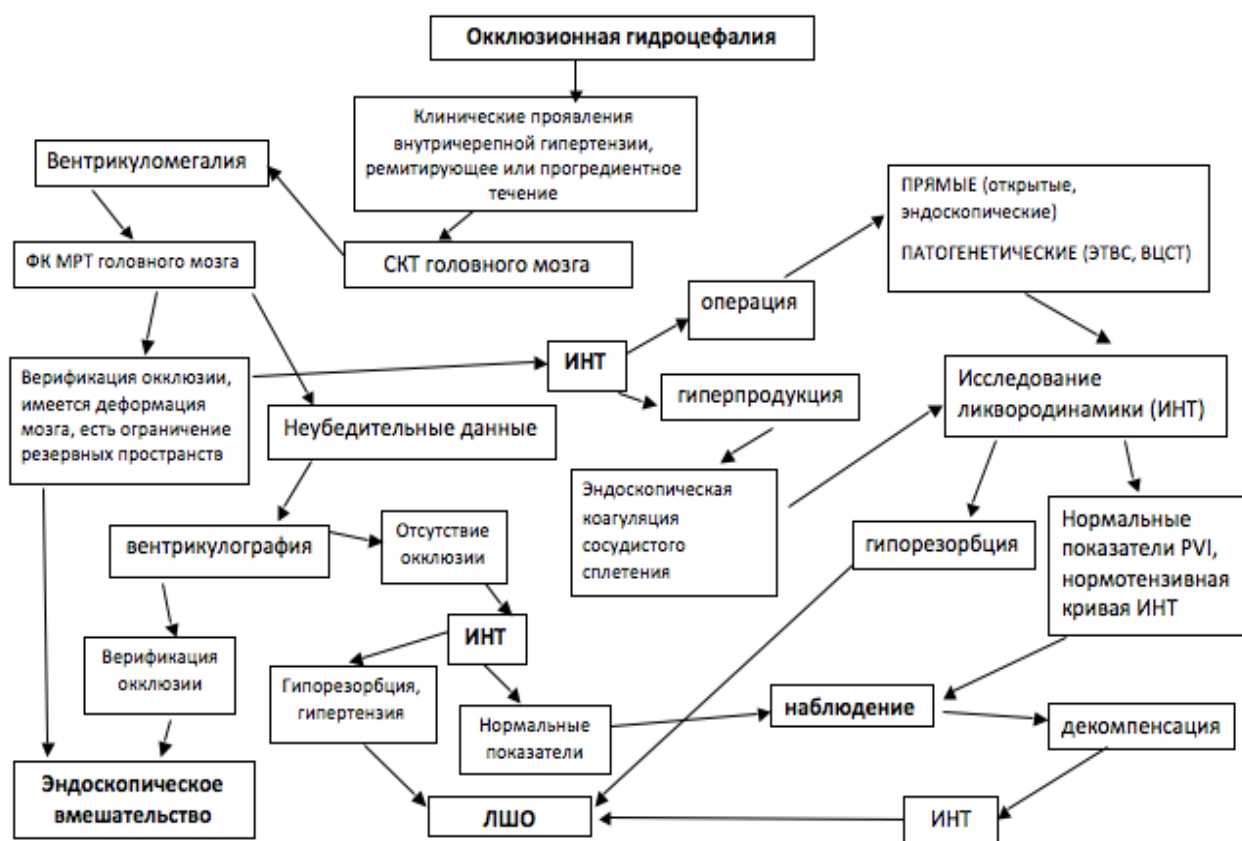 Окклюзионная гидроцефалия
Клинические проявления
внутричерепной гипертензии,
ремитирующее или прогредиентное
течение
Вентрикуломегалия
ФК МРТ головного мозга
СКТ головного мозга
ПРЯМЫЕ (открытые,
эндоскопические)
ПАТОГЕНЕТИЧЕСКИЕ (ЭТВС, ВЦСТ)
операция
ИНТ
гиперпродукция
Верификация окклюзии,
имеется деформация
мозга, есть ограничение
резервных пространств
Неубедительные данные
Исследование
ликвородинамики (ИНТ)
Эндоскопическая
коагуляция
сосудистого
сплетения
вентрикулография
Отсутствие
окклюзии
гипорезорбция
Нормальные
показатели PVI,
нормотензивная
кривая ИНТ
Верификация
окклюзии
ИНТ
Гипорезорбция,
гипертензия
Нормальные
показатели
наблюдение
декомпенсация
Эндоскопическое
вмешательство
ЛШО
ИНТ